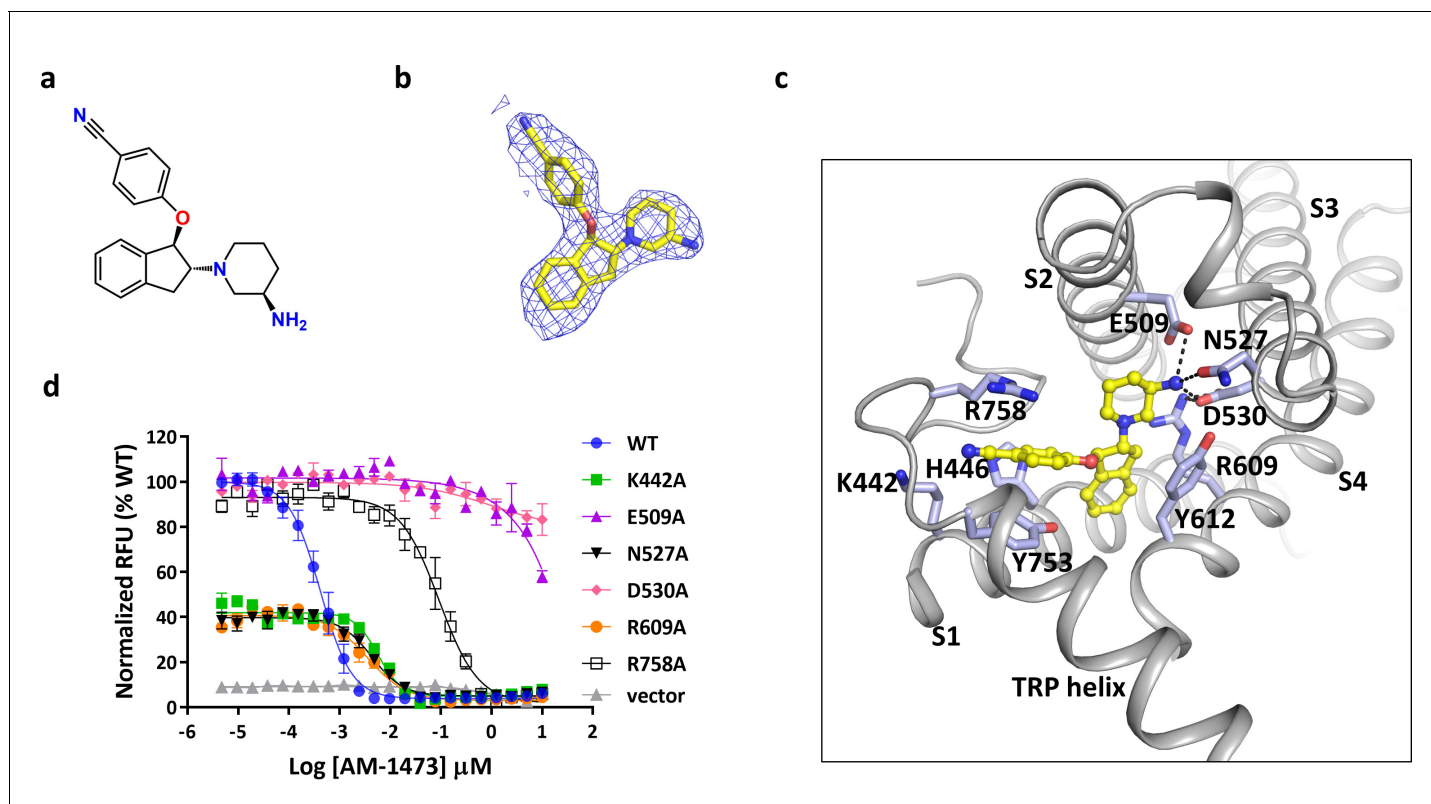 a
b
c
N
O
N
NH2
S3
S2
E509
N527
R758
D530
K442
H446
R609
S4
Y612
Y753
S1
TRP helix
d
Normalized RFU (% WT)
120
100
80
60
40
20
0
-6 -5 -4 -3 -2 -1 0 1 2
Log [AM-1473] μM
WT
K442A
E509A
N527A
D530A
R609A
R758A
vector